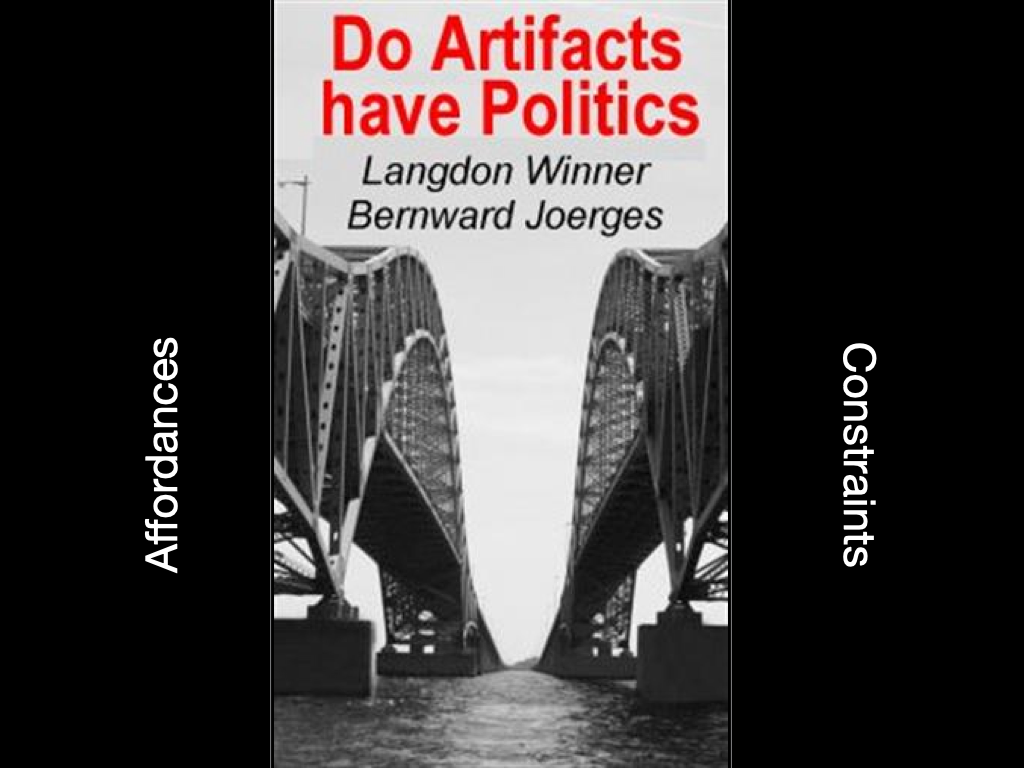 Do Artifacts
have Politics
Langdon Winner
Bernward Joerges
Affordances
Constraints